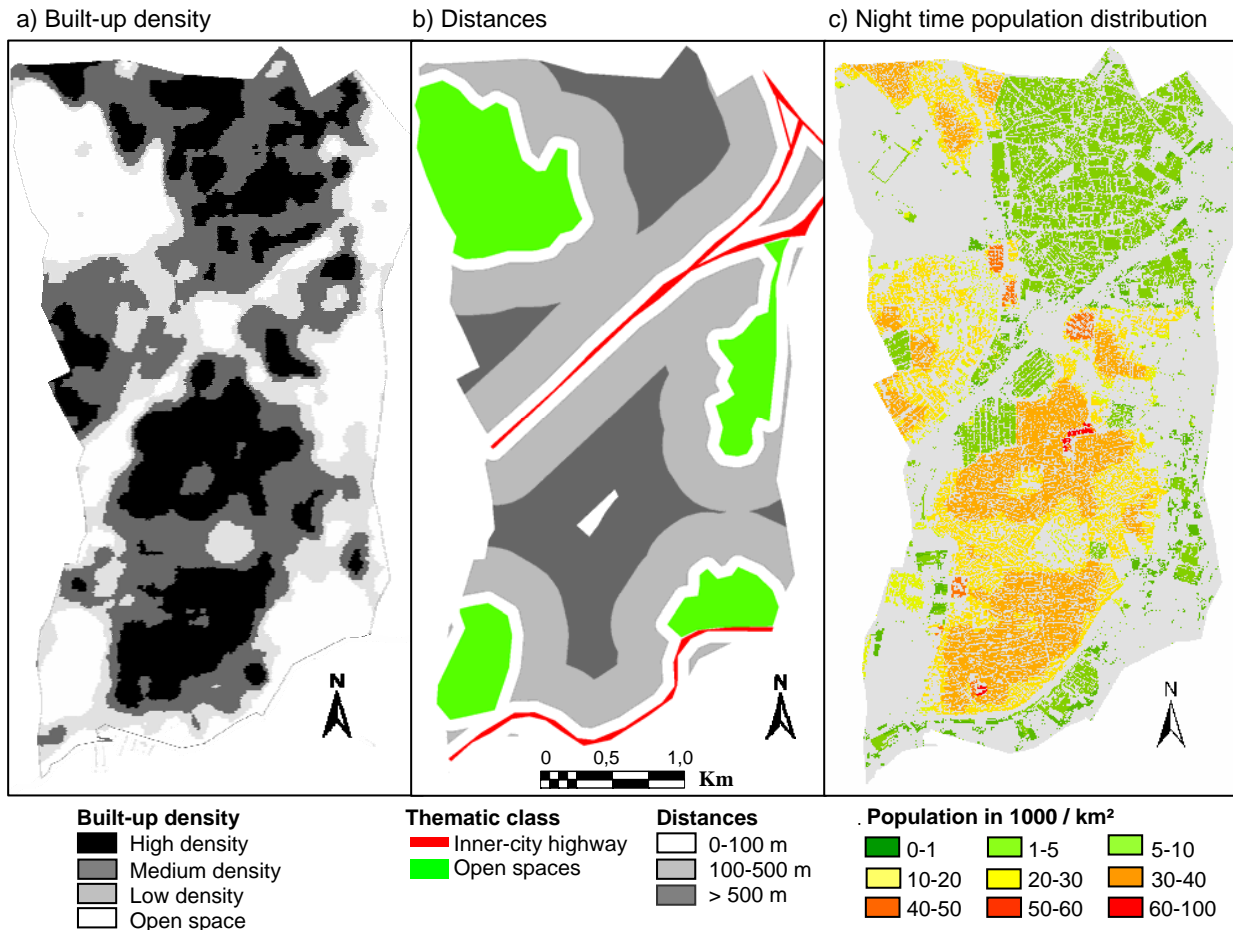 a) Built-up density
b) Distances
c) Night time population distribution
N
N
N
0 0,5 1,0
Km
Built-up density
High density
Medium density
Low density
Open space
Thematic class
Inner-city highway
Open spaces
Distances
0-100 m
100-500 m
> 500 m
. Population in 1000 / km²
0-1 1-5 5-10
10-20 20-30 30-40
40-50 50-60 60-100